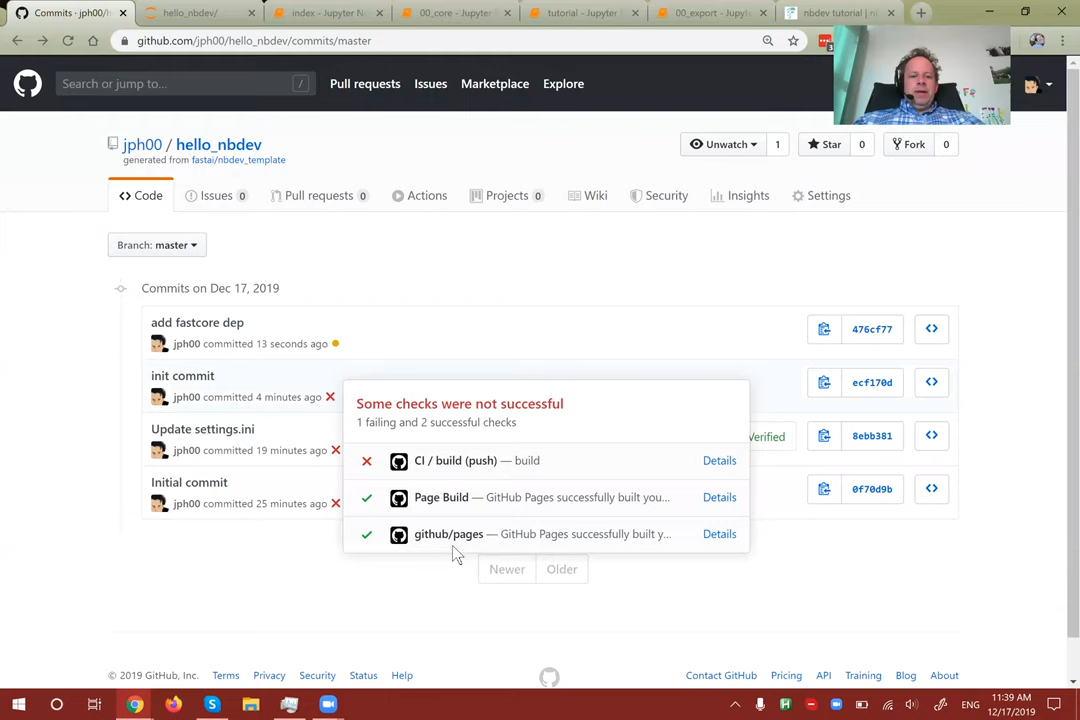 Commits - jph00/h
hello_nbdev/
index - Jupyter N
00_core - Jupyter
tutorial - Jupyter
00_export - Jupyt
nbdev tutorial | n
github.com/jph00/hello_nbdev/commits/master
3
Search or jump to...
/
Pull requests
Issues
Marketplace
Explore
jph00 / hello_nbdev
generated from fastai/nbdev_template
Unwatch
1
Star
0
Fork
0
Code
Issues 0
Pull requests 0
Actions
Projects 0
Wiki
Security
Insights
Settings
Branch: master
Commits on Dec 17, 2019
add fastcore dep
jph00 committed 13 seconds ago
476cf77
init commit
jph00 committed 4 minutes ago
ecf170d
Update settings.ini
jph00 committed 19 minutes ago
Verified
8ebb381
Initial commit
jph00 committed 25 minutes ago
0f70d9b
Some checks were not successful
1 failing and 2 successful checks
CI / build (push) — build
Details
Page Build — GitHub Pages successfully built you...
Details
github/pages — GitHub Pages successfully built y...
Details
Newer
Older
© 2019 GitHub, Inc.
Terms
Privacy
Security
Status
Help
Contact GitHub
Pricing
API
Training
Blog
About
ENG
11:39 AM
12/17/2019